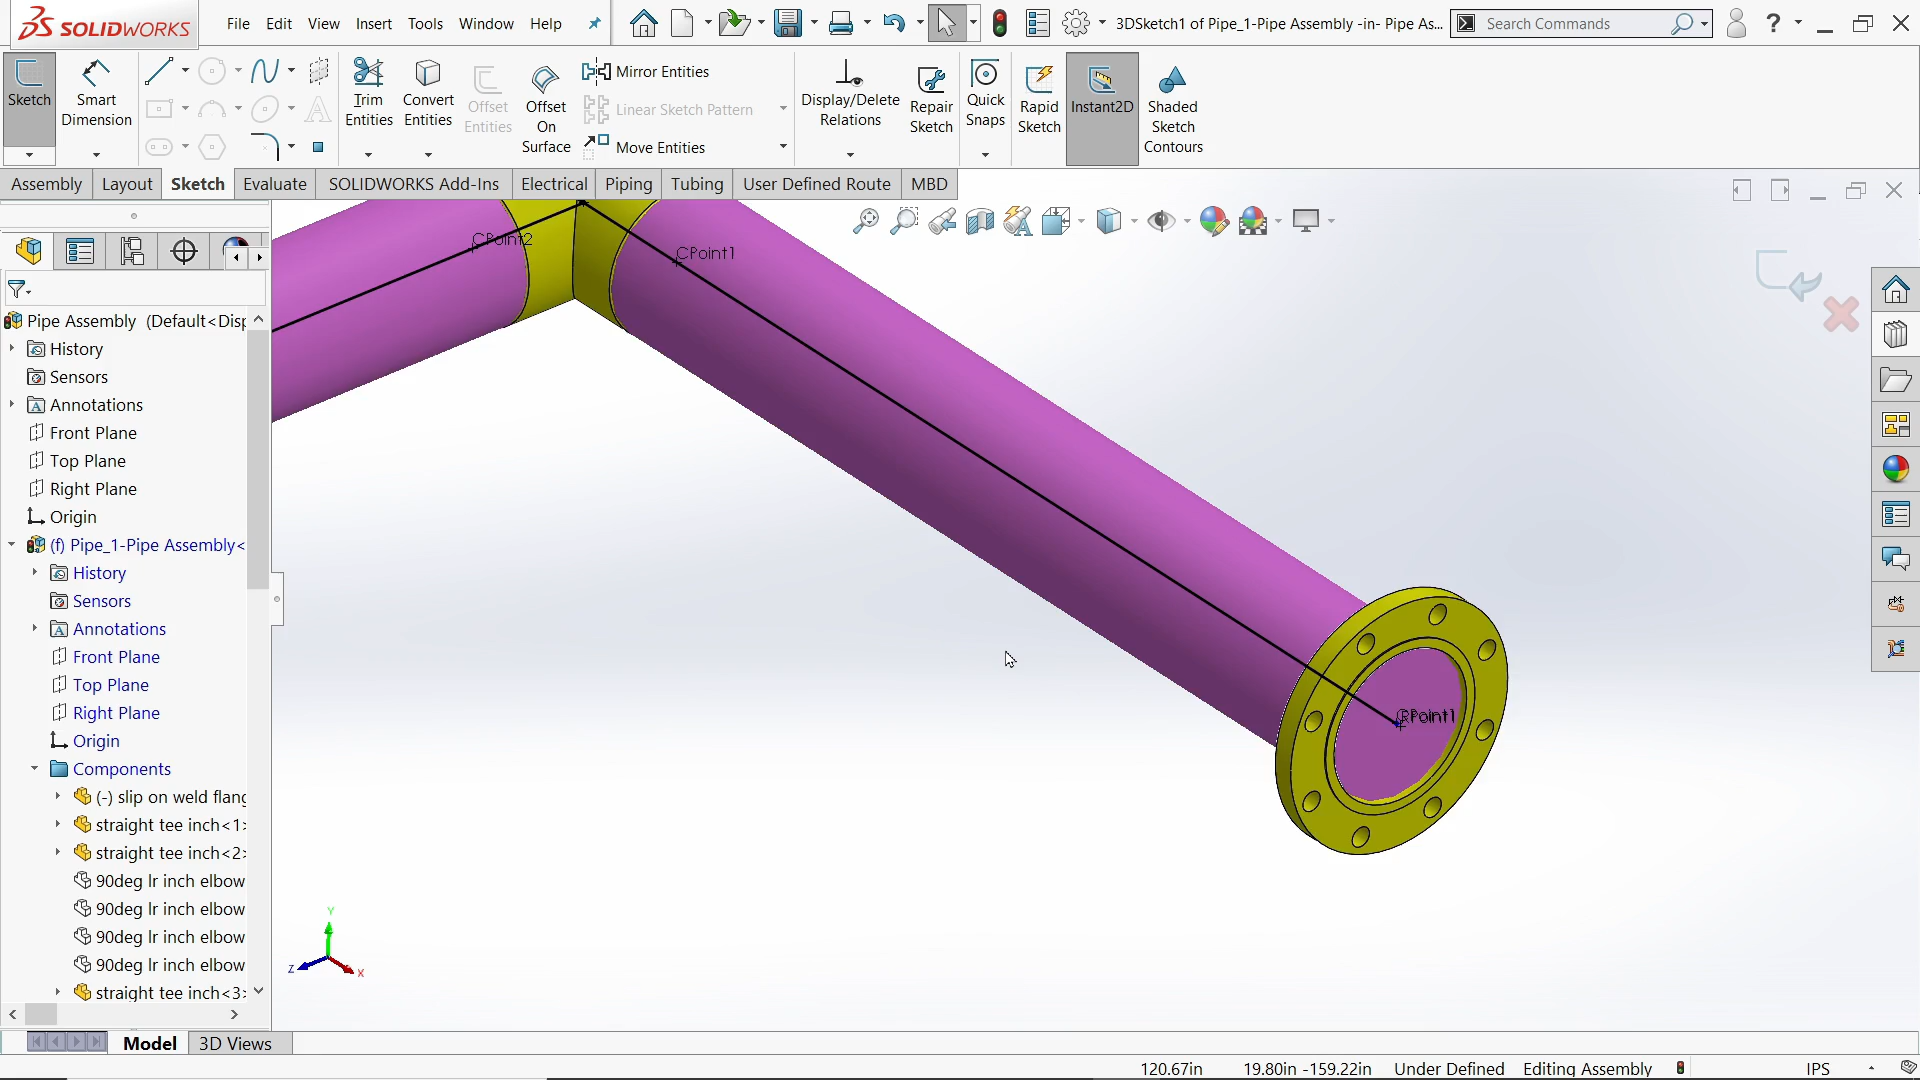 SOLIDWORKS
File Edit View Insert Tools Window Help
3DSketch1 of Pipe_1-Pipe Assembly -in- Pipe As...
Search Commands
?
Sketch
Smart Dimension
Trim Entities
Convert Entities
Offset Entities
Offset On Surface
Mirror Entities
Linear Sketch Pattern
Move Entities
Display/Delete Relations
Repair Sketch
Quick Snaps
Rapid Sketch
Instant2D
Shaded Sketch Contours
Assembly Layout Sketch Evaluate SOLIDWORKS Add-Ins Electrical Piping Tubing User Defined Route MBD
Pipe Assembly (Default<Disp
History
Sensors
Annotations
Front Plane
Top Plane
Right Plane
Origin
(f) Pipe_1-Pipe Assembly<
History
Sensors
Annotations
Front Plane
Top Plane
Right Plane
Origin
Components
(-) slip on weld flang
straight tee inch<1>
straight tee inch<2>
90deg lr inch elbow
90deg lr inch elbow
90deg lr inch elbow
90deg lr inch elbow
straight tee inch<3>
CPoint2
CPoint1
Y
Z
X
Model 3D Views
120.67in 19.80in -159.22in Under Defined Editing Assembly IPS